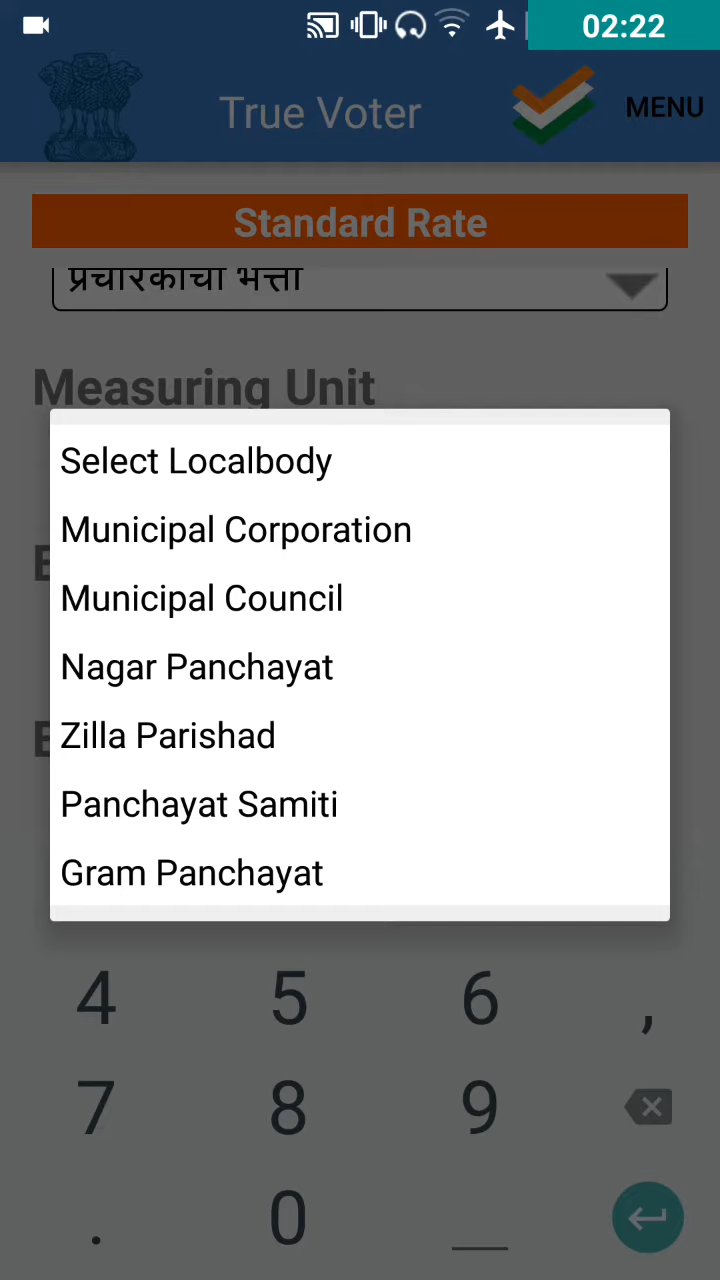 02:22
True Voter
MENU
Standard Rate
प्रचारकाचा भत्ता
Measuring Unit
Select Localbody
Municipal Corporation
Municipal Council
Nagar Panchayat
Zilla Parishad
Panchayat Samiti
Gram Panchayat
4 5 6 ,
7 8 9
. 0